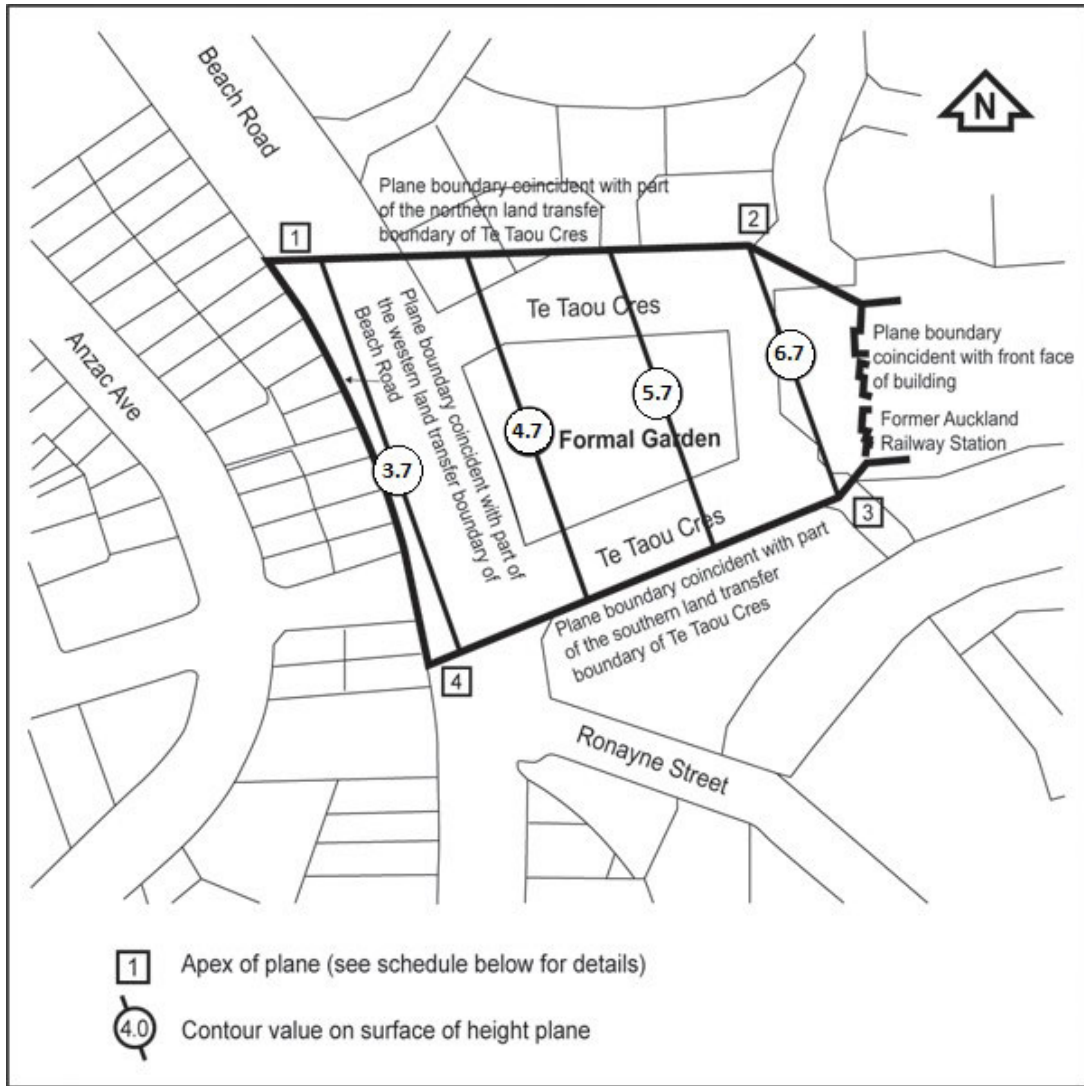 Beach Road
N
Plane boundary coincident with part
of the northern land transfer
boundary of Te Taou Cres
1
2
Te Taou Cres
Plane boundary coincident with part of
the western land transfer boundary of
Beach Road
Anzac Ave
6.7
Plane boundary
coincident with front face
of building
5.7
4.7
Formal Garden
Former Auckland
Railway Station
3.7
3
Te Taou Cres
Plane boundary coincident with part
of the southern land transfer
boundary of Te Taou Cres
4
Ronayne Street
1 Apex of plane (see schedule below for details)
4.0 Contour value on surface of height plane